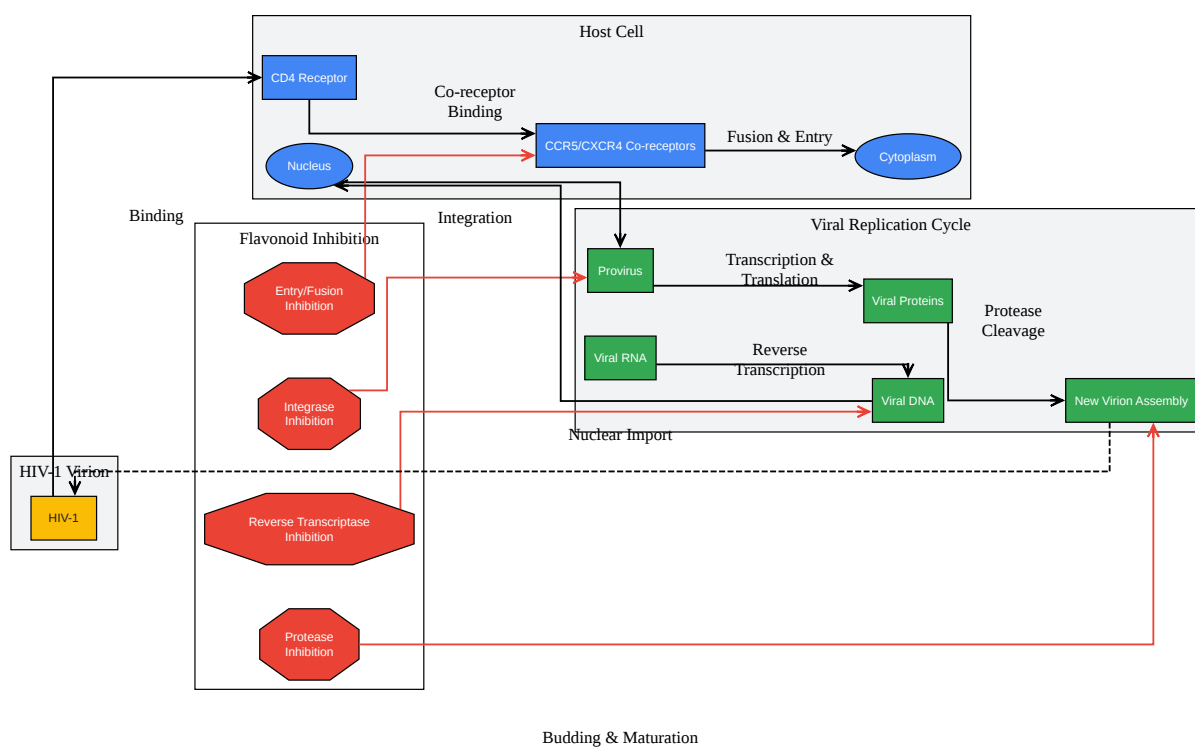 Host Cell
CD4 Receptor
Co-receptor
Binding
CCR5/CXCR4 Co-receptors
Fusion & Entry
Cytoplasm
Nucleus
Binding
Integration
Flavonoid Inhibition
Entry/Fusion
Inhibition
Integrase
Inhibition
Reverse Transcriptase
Inhibition
Protease
Inhibition
Viral Replication Cycle
Provirus
Transcription &
Translation
Viral Proteins
Protease
Cleavage
Viral RNA
Reverse
Transcription
Viral DNA
New Virion Assembly
Nuclear Import
HIV-1 Virion
HIV-1
Budding & Maturation